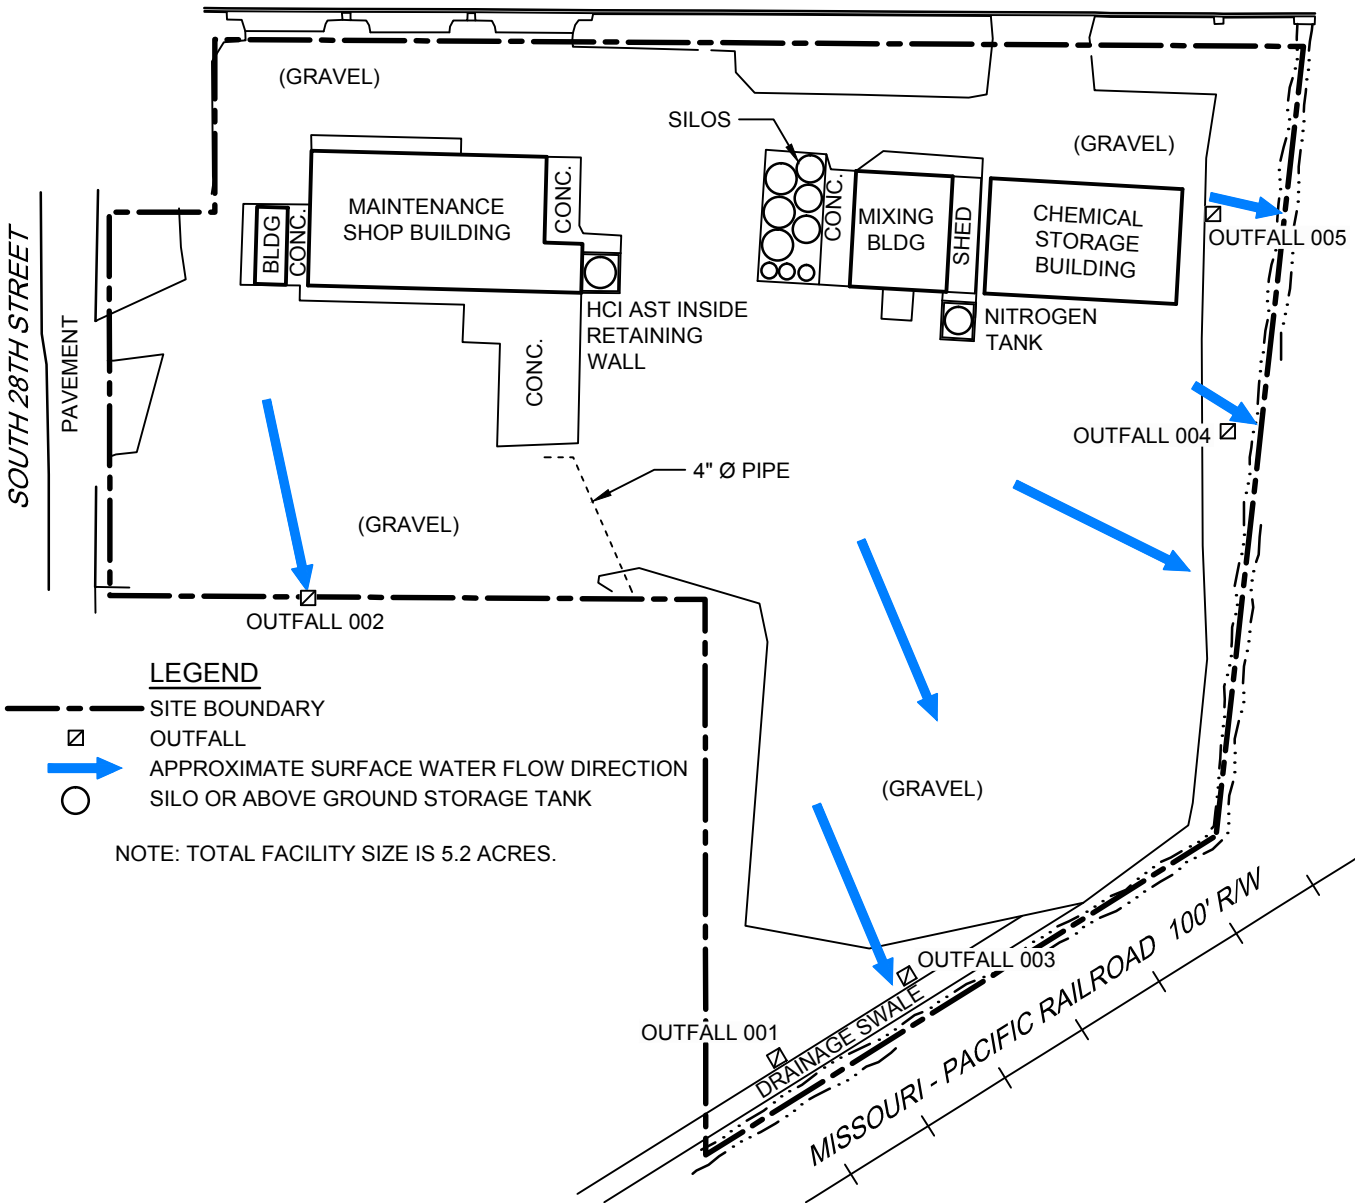 (GRAVEL)
SILOS
(GRAVEL)
MAINTENANCE
SHOP BUILDING
CONC.
BLDG
CONC.
CONC.
MIXING
BLDG
SHED
CHEMICAL
STORAGE
BUILDING
OUTFALL 005
HCl AST INSIDE
RETAINING
WALL
NITROGEN
TANK
CONC.
SOUTH 28TH STREET
PAVEMENT
OUTFALL 004
4" Ø PIPE
(GRAVEL)
OUTFALL 002
LEGEND
SITE BOUNDARY
OUTFALL
APPROXIMATE SURFACE WATER FLOW DIRECTION
SILO OR ABOVE GROUND STORAGE TANK
NOTE: TOTAL FACILITY SIZE IS 5.2 ACRES.
(GRAVEL)
OUTFALL 003
OUTFALL 001
DRAINAGE SWALE
MISSOURI - PACIFIC RAILROAD 100' R/W